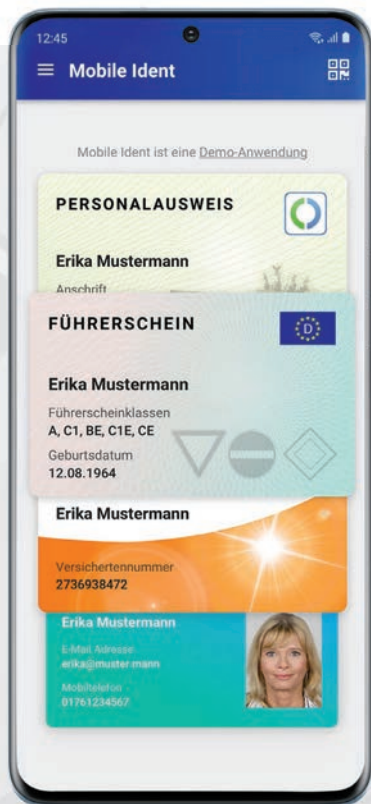 12:45
Mobile Ident
Mobile Ident ist eine Demo-Anwendung
PERSONALAUSWEIS
Erika Mustermann
Anschrift
FÜHRERSCHEIN
D
Erika Mustermann
Führerscheinklassen
A, C1, BE, C1E, CE
Geburtsdatum
12.08.1964
Erika Mustermann
Versichertennummer
2736938472
Erika Mustermann
E-Mail Adresse
erika@muster.mann
Mobiltelefon
01761234567